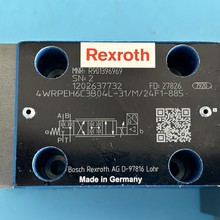 Rexroth
MNR: R901396969
SN: 2
1202637732 FD: 27826 7920
4WRPEH6C3B04L-31/M/24F1-885
Bosch Rexroth AG D-97816 Lohr
Made in Germany